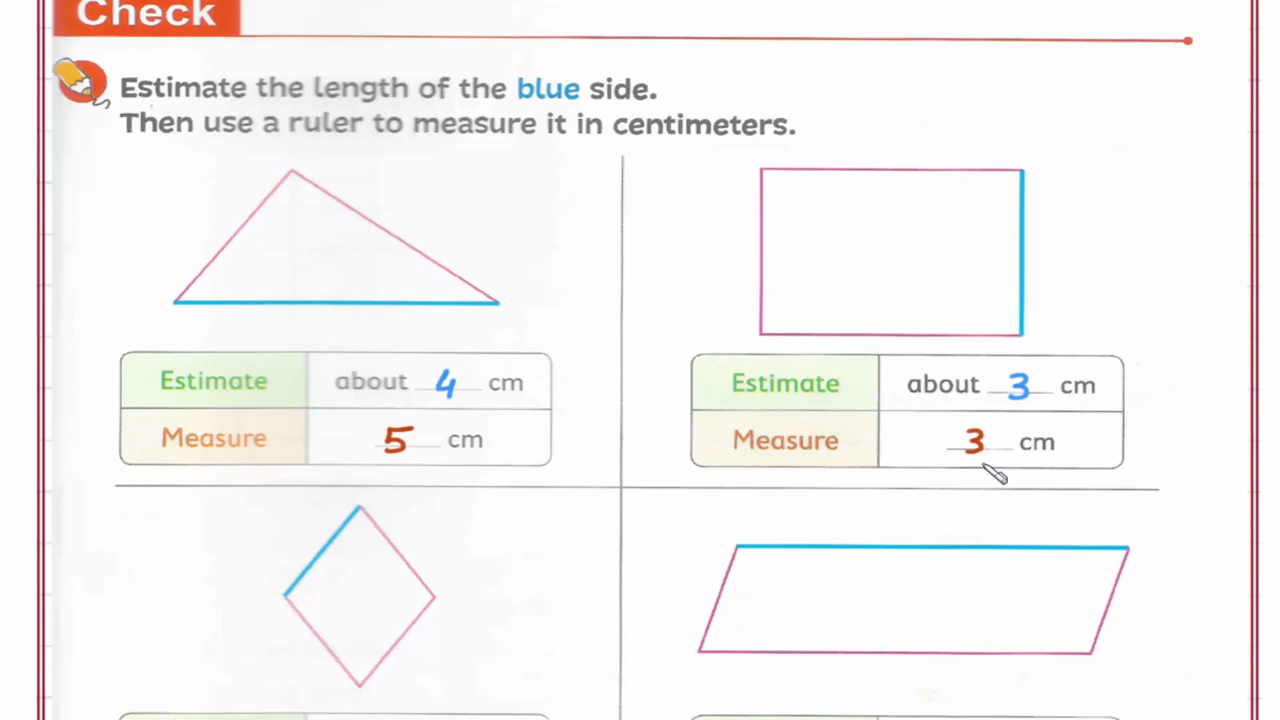 Check
Estimate the length of the blue side.
Then use a ruler to measure it in centimeters.
Estimate about 4 cm
Measure 5 cm
Estimate about 3 cm
Measure 3 cm